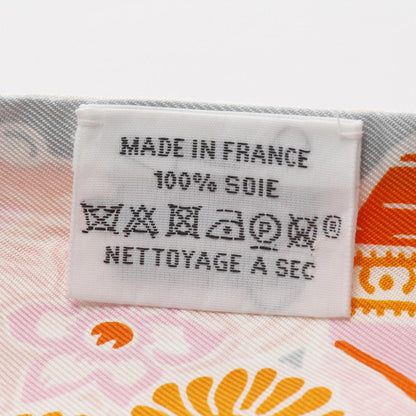 MADE IN FRANCE
100% SOIE
P ®
NETTOYAGE A SEC